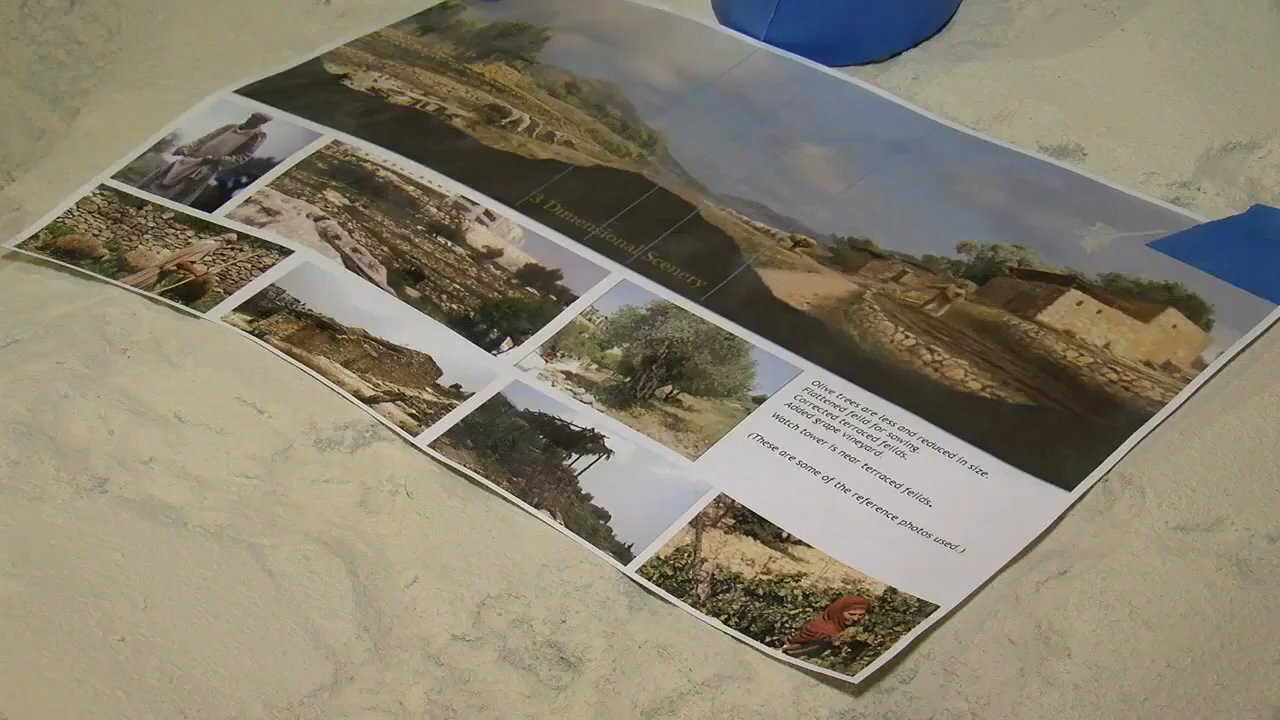 3 Dimensional Scenery
Olive trees are less and reduced in size.
Flattened feild for sowing.
Corrected terraced feilds.
Added grape vineyard.
Watch tower is near terraced feilds.
(These are some of the reference photos used.)